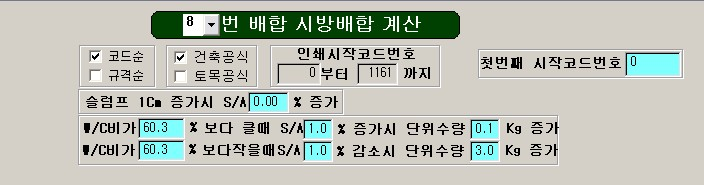 8 번 배합 시방배합 계산
코드순 건축공식 인쇄시작코드번호
규격순 토목공식 0 부터 1161 까지
첫번째 시작코드번호 0
슬럼프 1Cm 증가시 S/A 0.00 % 증가
W/C비가 60.3 % 보다 클때 S/A 1.0 % 증가시 단위수량 0.1 Kg 증가
W/C비가 60.3 % 보다작을때 S/A 1.0 % 감소시 단위수량 3.0 Kg 증가